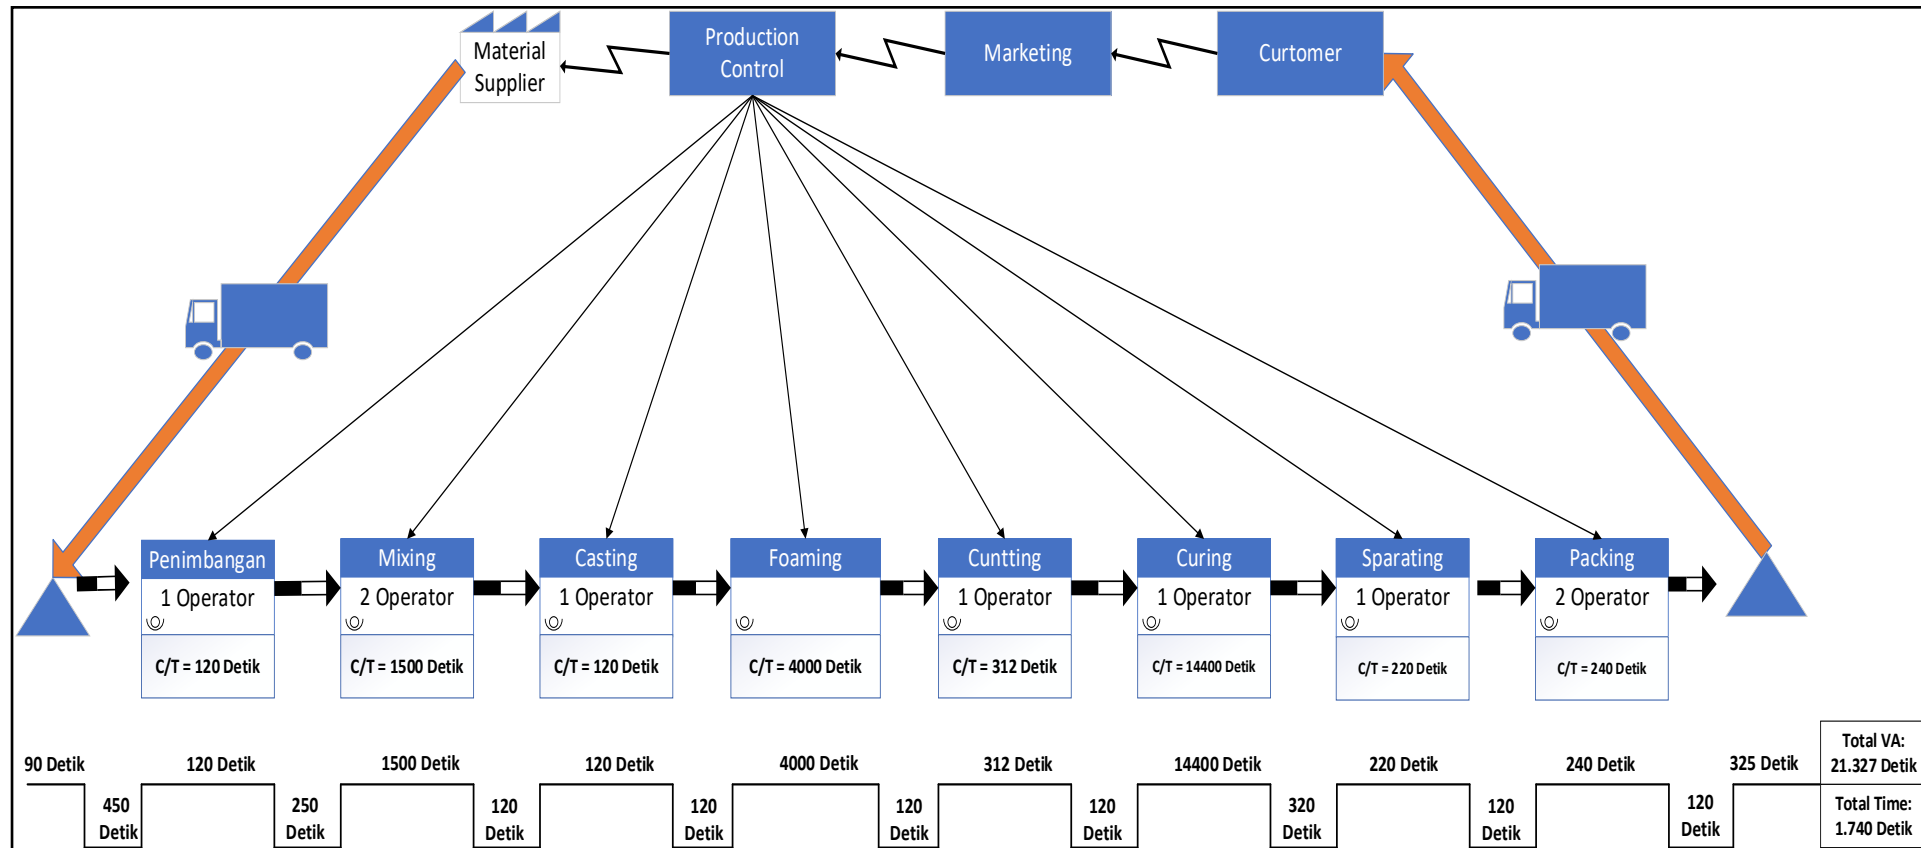 Material
Supplier
Production
Control
Marketing
Curtomer
Penimbangan
1 Operator
C/T = 120 Detik
Mixing
2 Operator
C/T = 1500 Detik
Casting
1 Operator
C/T = 120 Detik
Foaming
C/T = 4000 Detik
Cuntting
1 Operator
C/T = 312 Detik
Curing
1 Operator
C/T = 14400 Detik
Sparating
1 Operator
C/T = 220 Detik
Packing
2 Operator
C/T = 240 Detik
90 Detik
120 Detik
1500 Detik
120 Detik
4000 Detik
312 Detik
14400 Detik
220 Detik
240 Detik
325 Detik
450
Detik
250
Detik
120
Detik
120
Detik
120
Detik
120
Detik
320
Detik
120
Detik
120
Detik
Total VA:
21.327 Detik
Total Time:
1.740 Detik